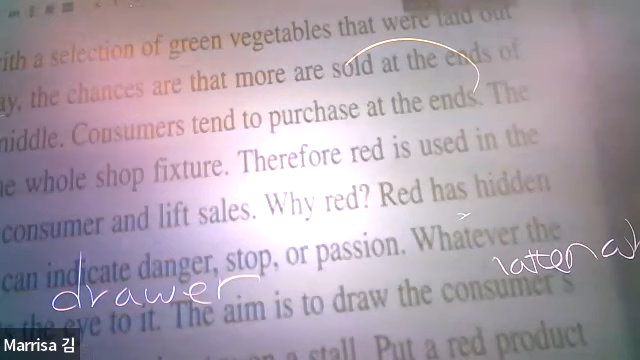 ith a selection of green vegetables that were laid out
ay, the chances are that more are sold at the ends of
middle. Consumers tend to purchase at the ends. The
e whole shop fixture. Therefore red is used in the
consumer and lift sales. Why red? Red has hidden
can indicate danger, stop, or passion. Whatever the
drawer
s the eye to it. The aim is to draw the consumer's
a stall. Put a red product
Marrisa 김